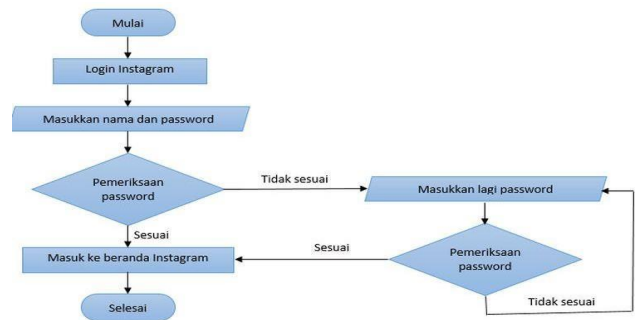 Mulai
Login Instagram
Masukkan nama dan password
Pemeriksaan
password
Tidak sesuai
Masukkan lagi password
Sesuai
Pemeriksaan
password
Sesuai
Tidak sesuai
Masuk ke beranda Instagram
Selesai